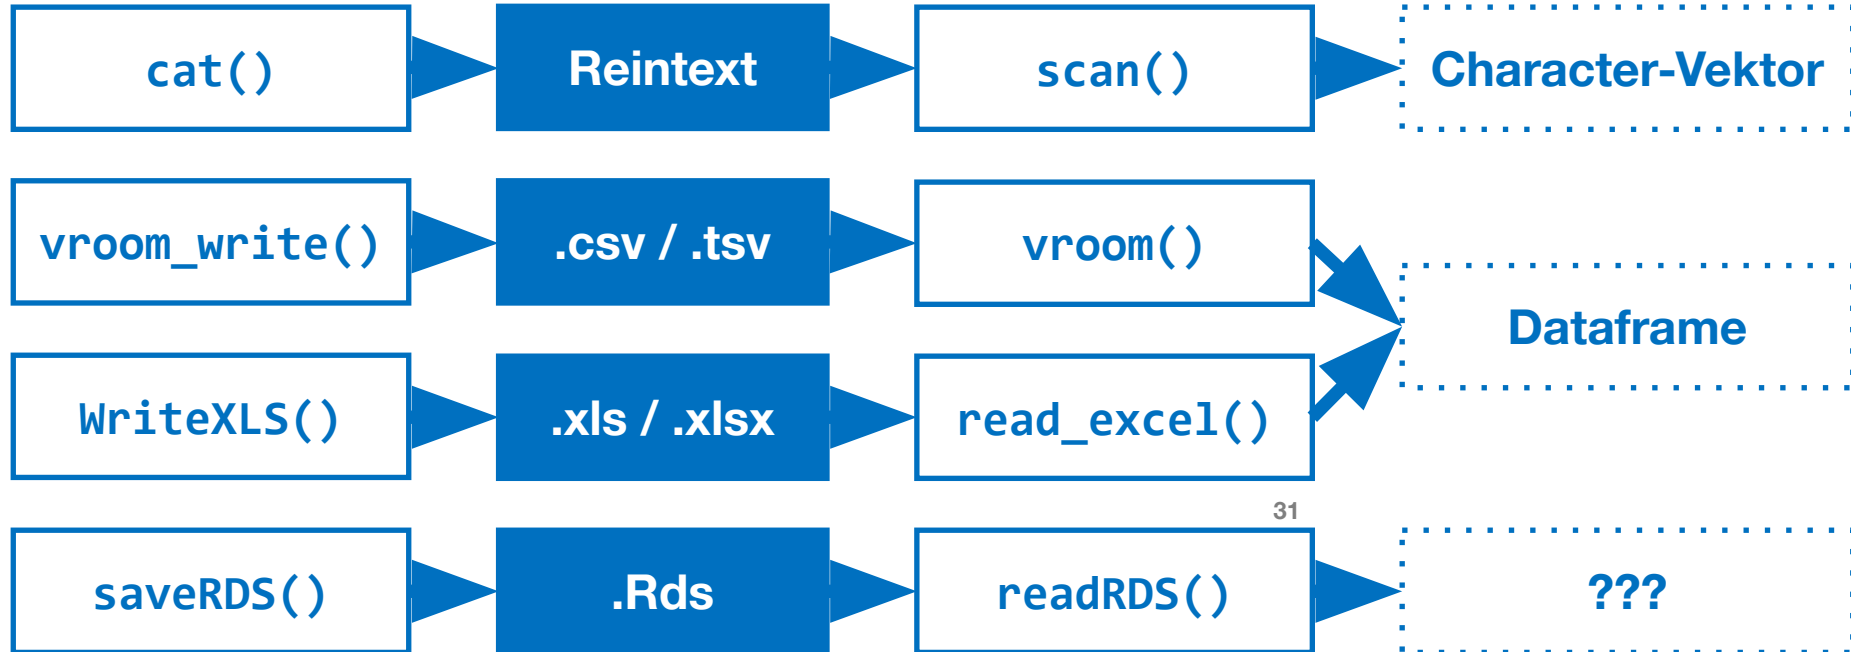 cat()
Reintext
scan()
Character-Vektor
vroom_write()
.csv / .tsv
vroom()
Dataframe
WriteXLS()
.xls / .xlsx
read_excel()
31
saveRDS()
.Rds
readRDS()
???